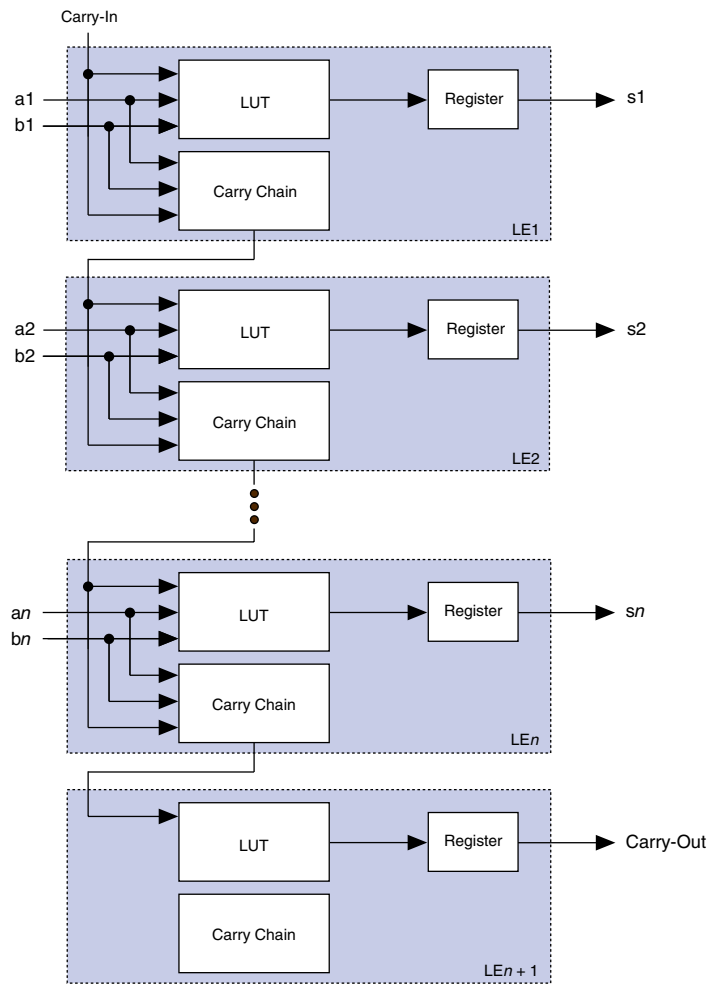 Carry-In
a1
b1
LUT
Register
s1
Carry Chain
LE1
a2
b2
LUT
Register
s2
Carry Chain
LE2
an
bn
LUT
Register
sn
Carry Chain
LEn
LUT
Register
Carry-Out
Carry Chain
LEn + 1